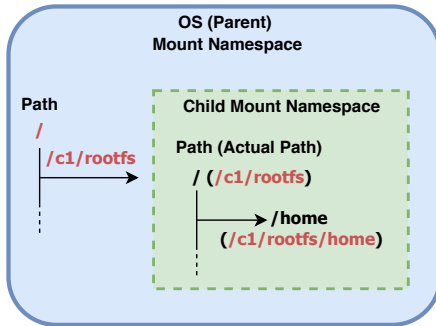 OS (Parent)
Mount Namespace
Path
/
/c1/rootfs
Child Mount Namespace
Path (Actual Path)
/ (/c1/rootfs)
/home
(/c1/rootfs/home)